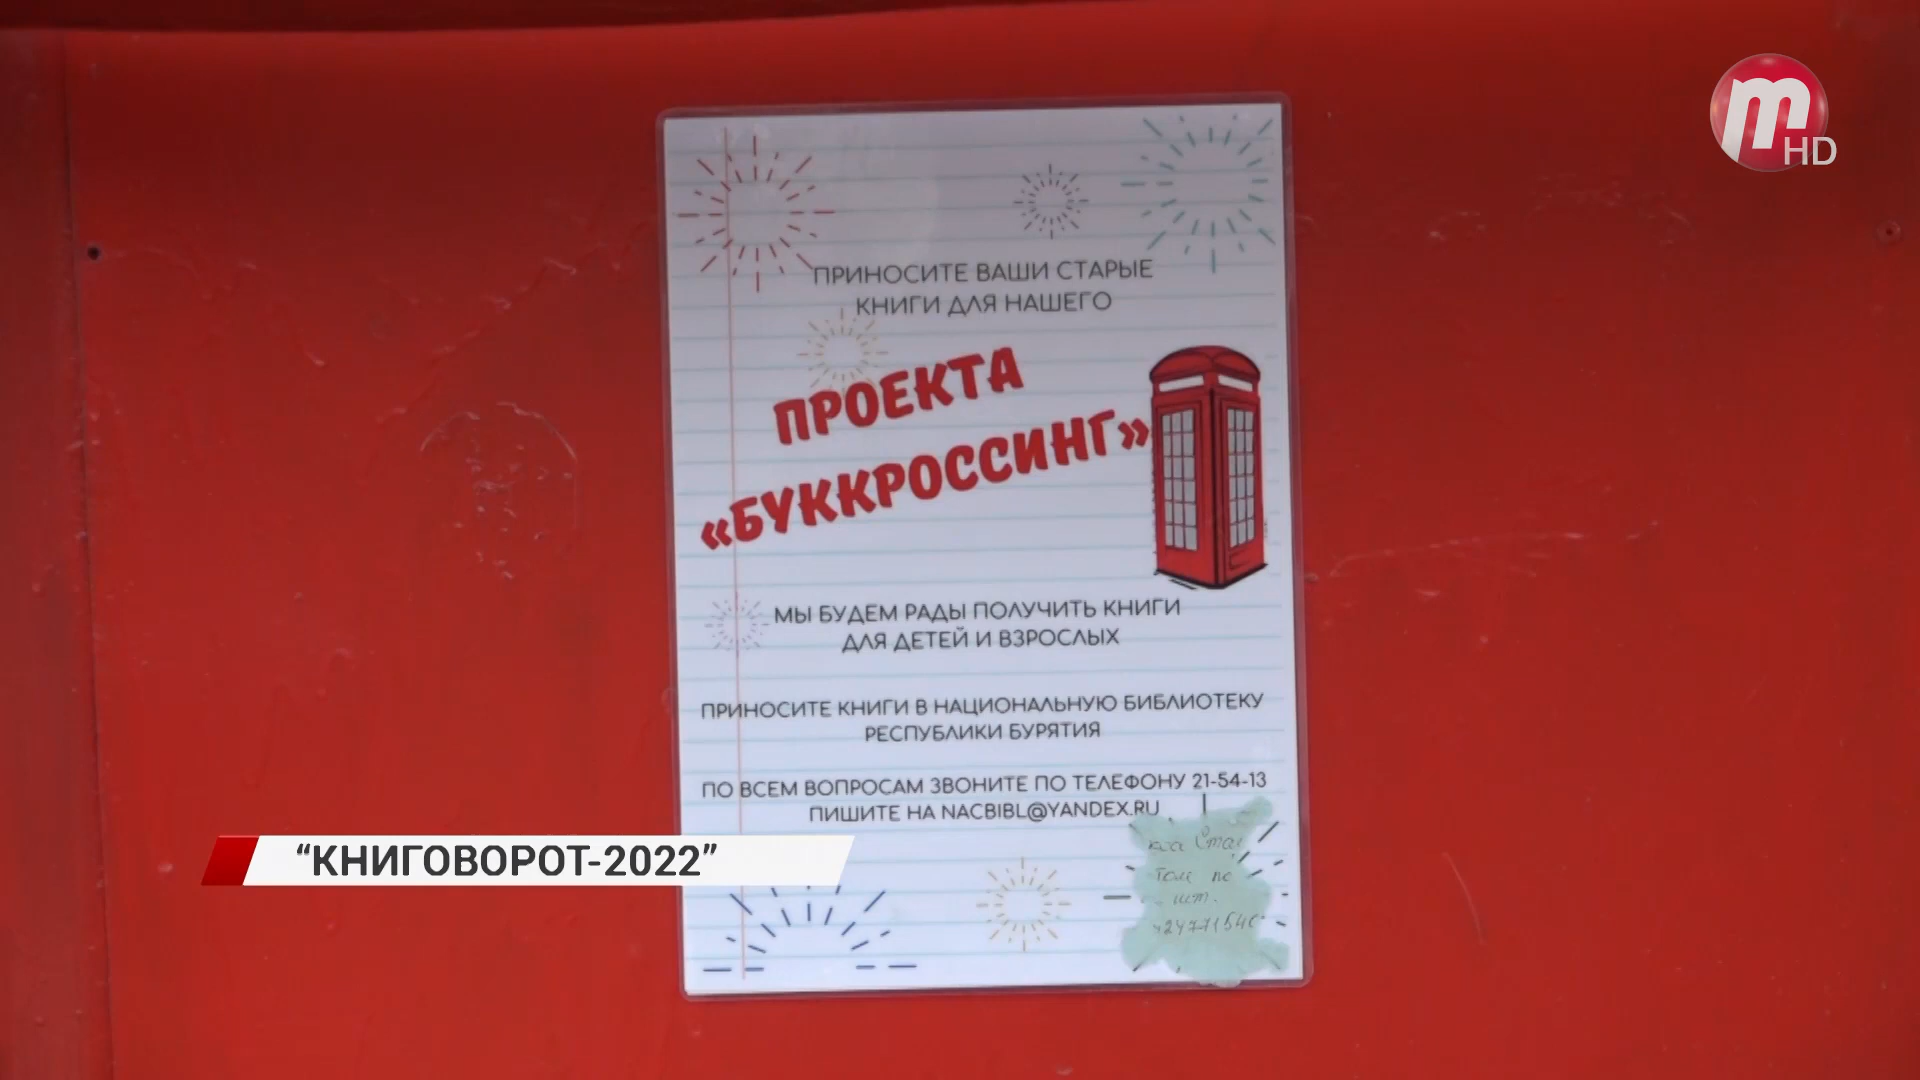 m HD
ПРИНОСИТЕ ВАШИ СТАРЫЕ
КНИГИ ДЛЯ НАШЕГО
ПРОЕКТА
«БУККРОССИНГ»
МЫ БУДЕМ РАДЫ ПОЛУЧИТЬ КНИГИ
ДЛЯ ДЕТЕЙ И ВЗРОСЛЫХ
ПРИНОСИТЕ КНИГИ В НАЦИОНАЛЬНУЮ БИБЛИОТЕКУ
РЕСПУБЛИКИ БУРЯТИЯ
ПО ВСЕМ ВОПРОСАМ ЗВОНИТЕ ПО ТЕЛЕФОНУ 21-54-13
ПИШИТЕ НА NACBIBL@YANDEX.RU
“КНИГОВОРОТ-2022”
шт.